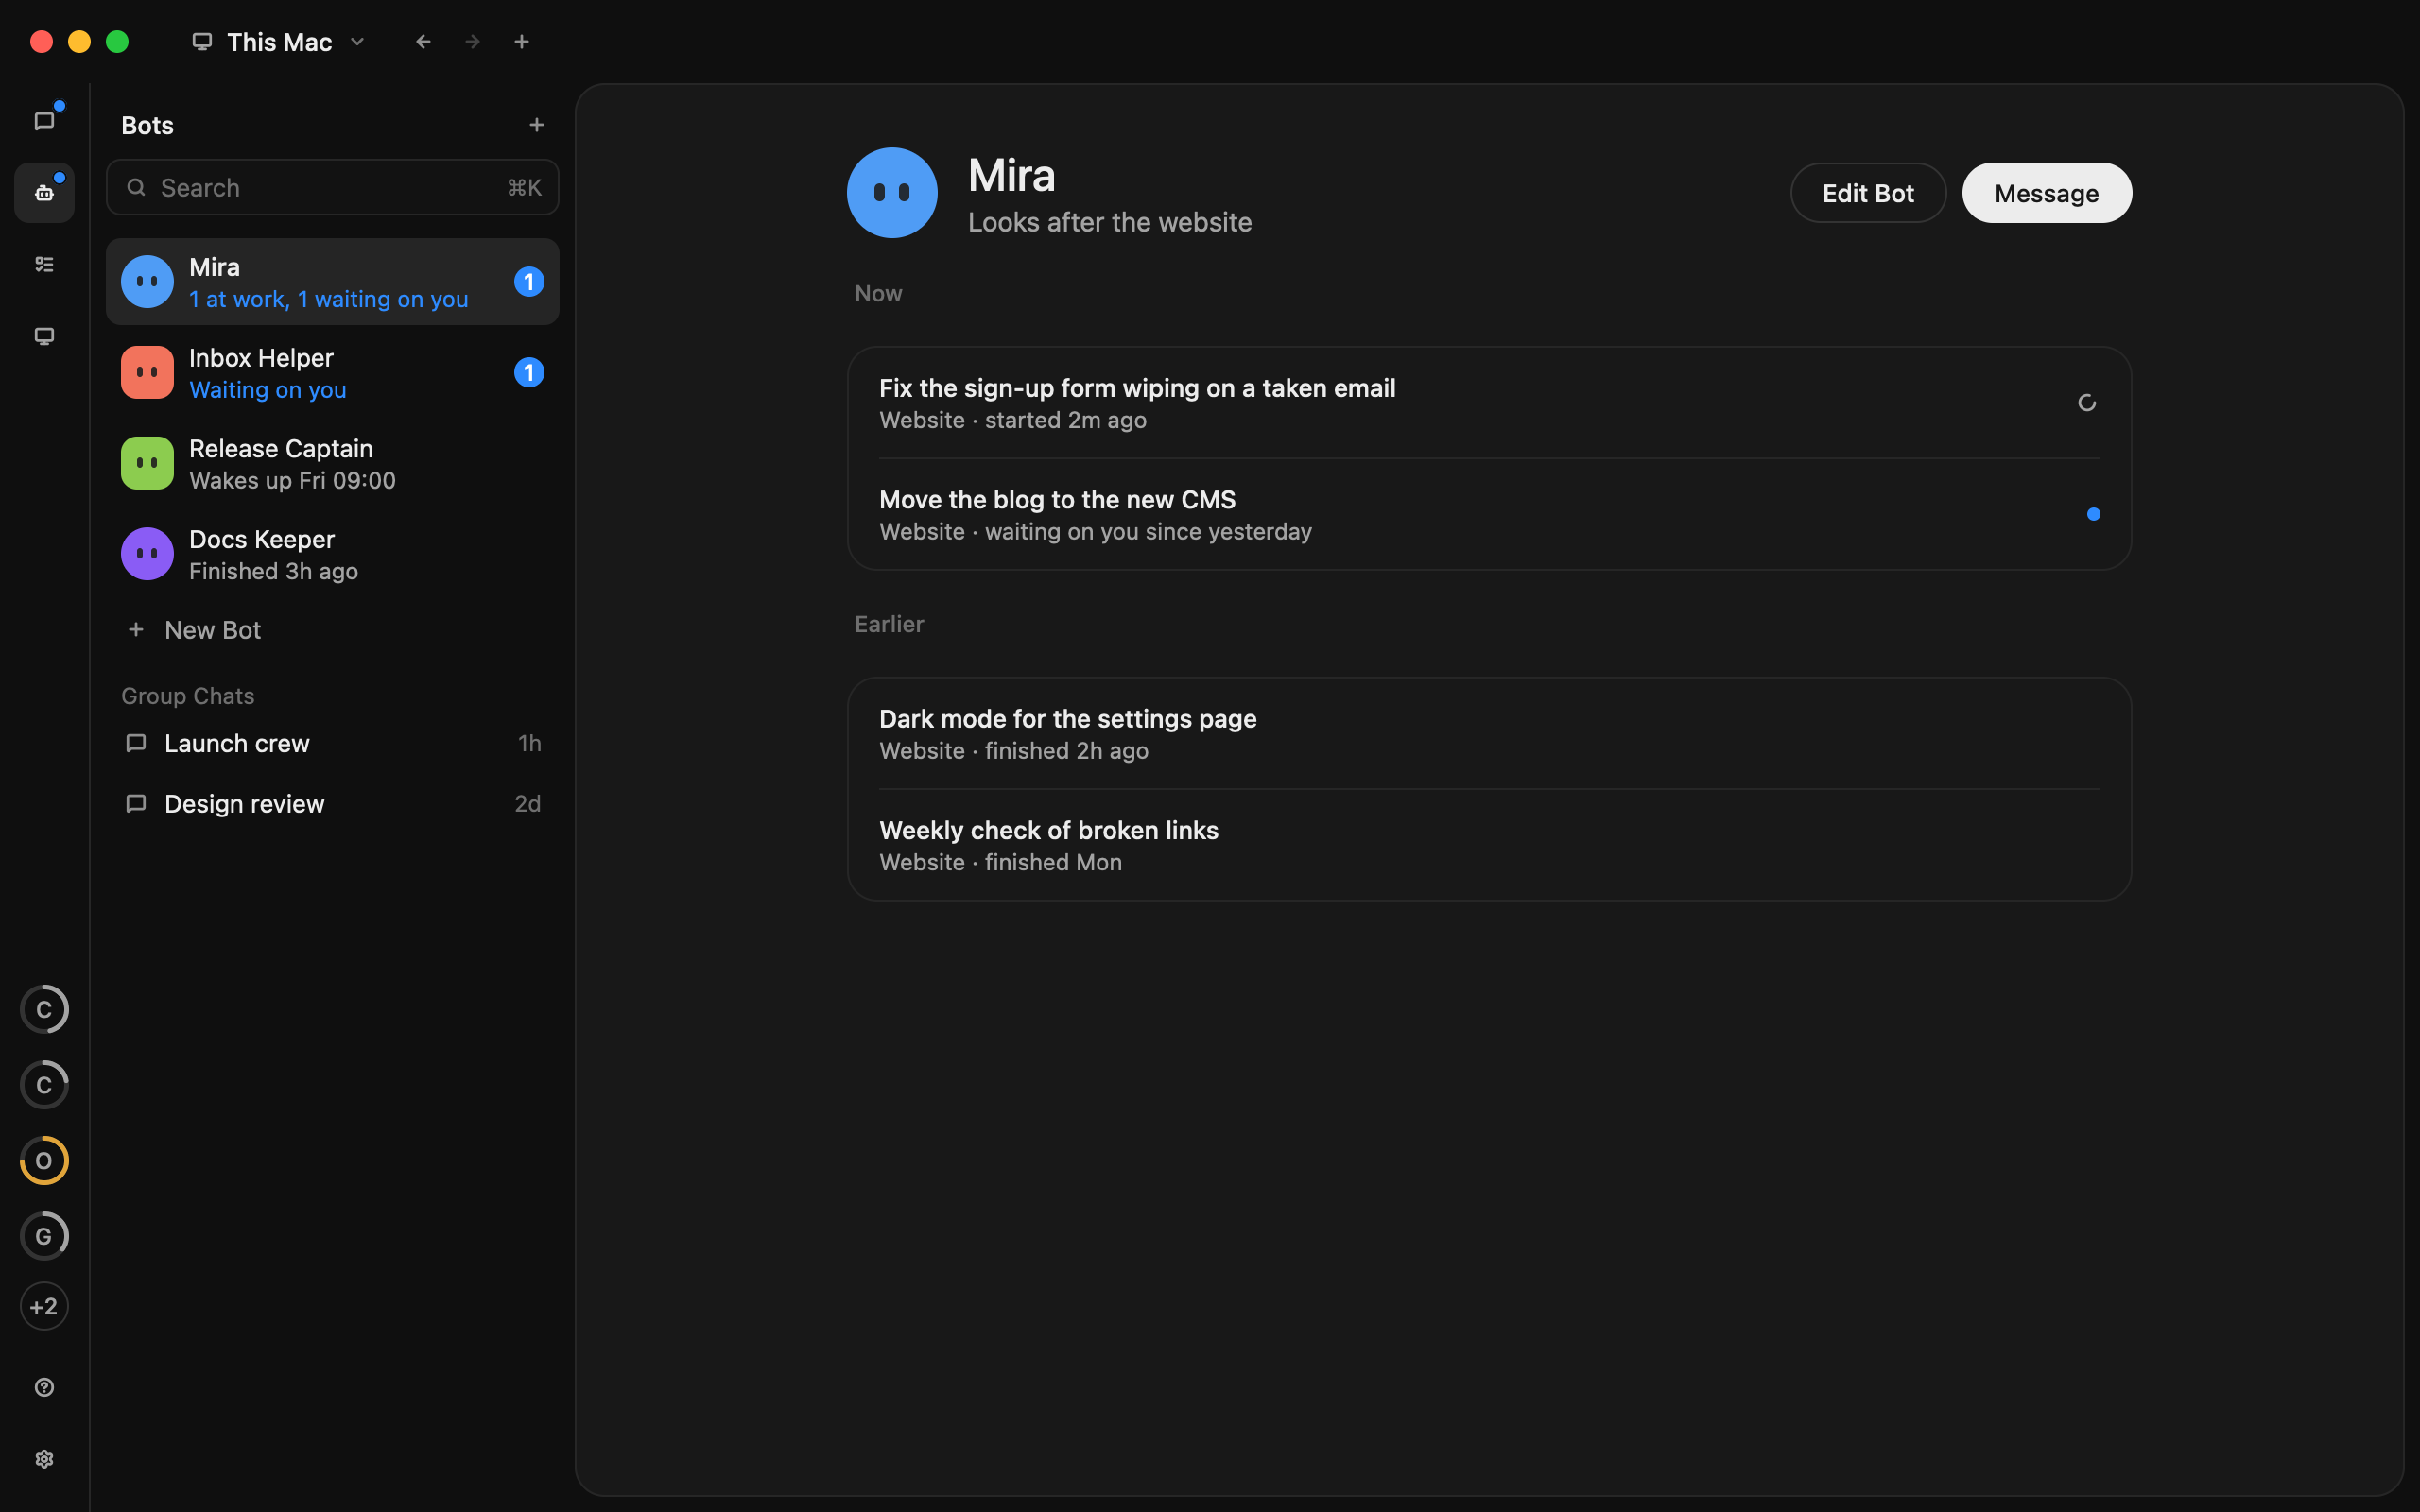 This Mac
Bots
Search ⌘K
Mira
1 at work, 1 waiting on you
1
Inbox Helper
Waiting on you
1
Release Captain
Wakes up Fri 09:00
Docs Keeper
Finished 3h ago
New Bot
Group Chats
Launch crew 1h
Design review 2d
C
C
O
G
+2
Mira
Looks after the website
Edit Bot
Message
Now
Fix the sign-up form wiping on a taken email
Website · started 2m ago
Move the blog to the new CMS
Website · waiting on you since yesterday
Earlier
Dark mode for the settings page
Website · finished 2h ago
Weekly check of broken links
Website · finished Mon